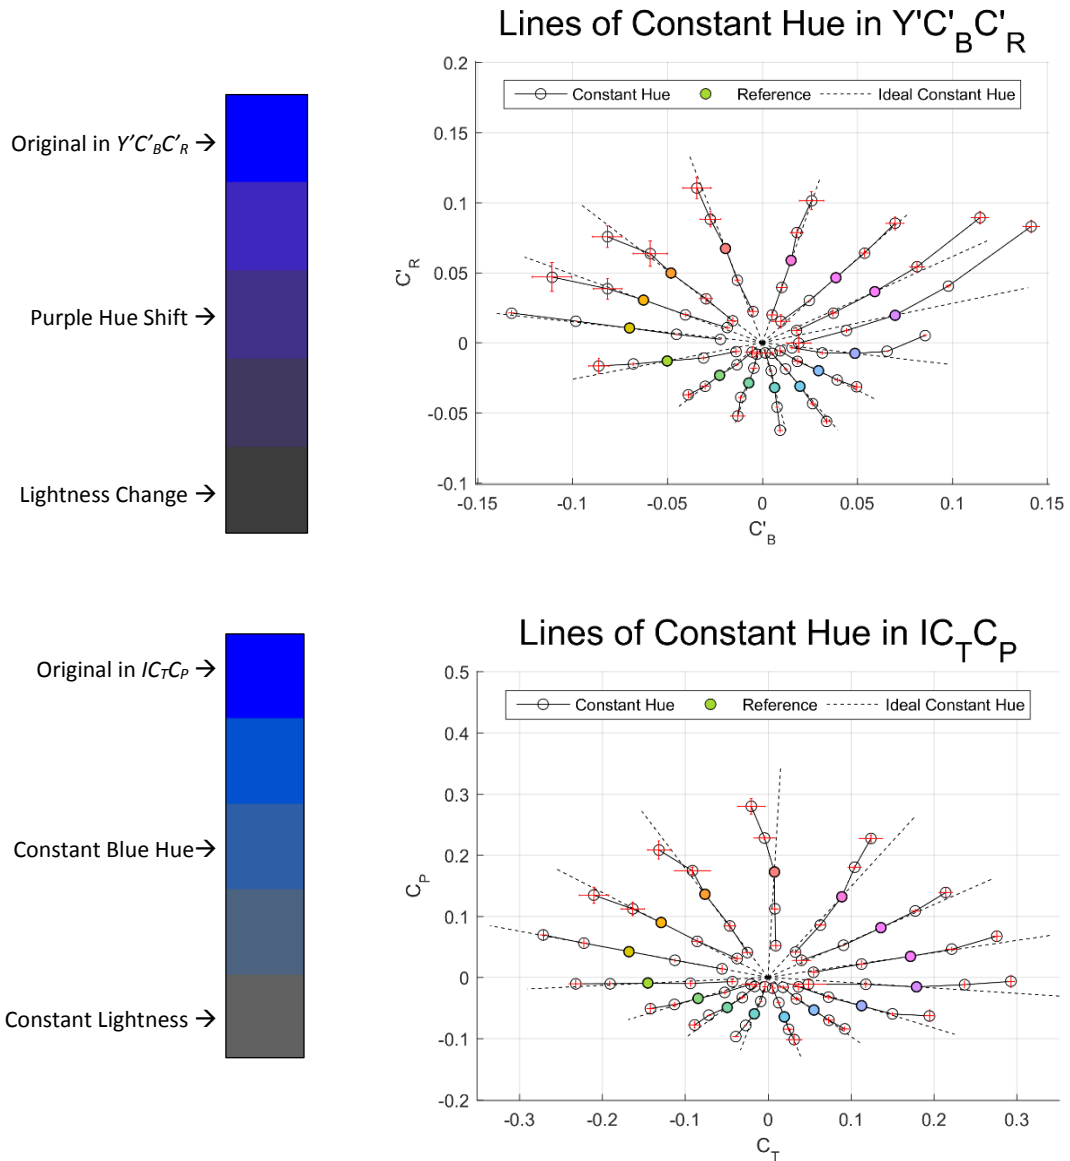 Lines of Constant Hue in Y'C'BC'R
Original in Y'C'BC'R →
Purple Hue Shift →
Lightness Change →
Constant Hue Reference Ideal Constant Hue
0.2
0.15
0.1
0.05
0
-0.05
-0.1
C'R
-0.15 -0.1 -0.05 0 0.05 0.1 0.15
C'B
Lines of Constant Hue in ICTCP
Original in ICTCP →
Constant Blue Hue→
Constant Lightness →
Constant Hue Reference Ideal Constant Hue
0.5
0.4
0.3
0.2
0.1
0
-0.1
-0.2
CP
-0.3 -0.2 -0.1 0 0.1 0.2 0.3
CT